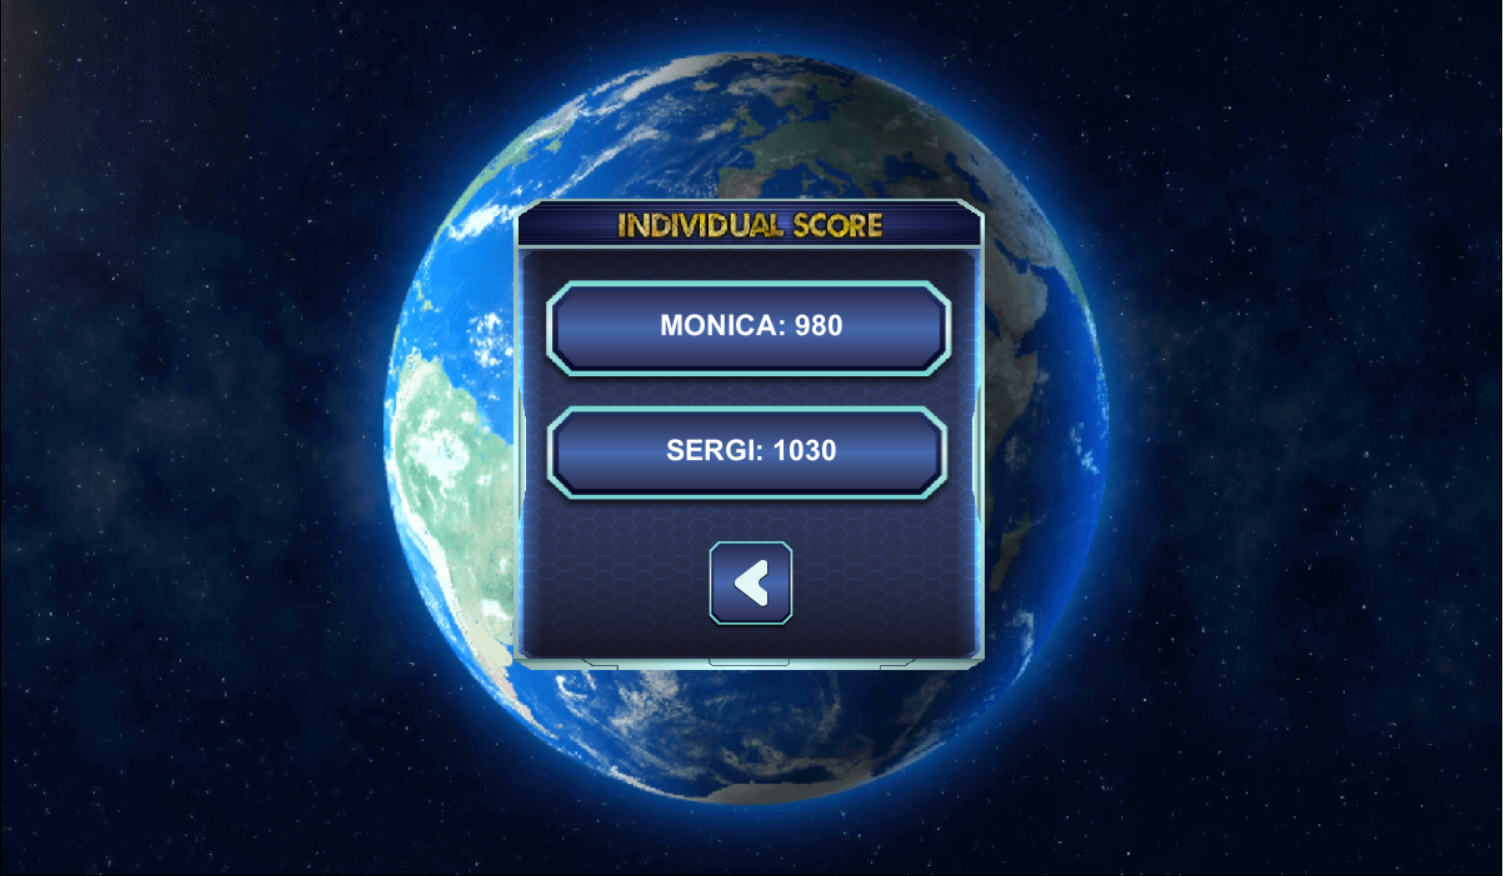 INDIVIDUAL SCORE
MONICA: 980
SERGI: 1030